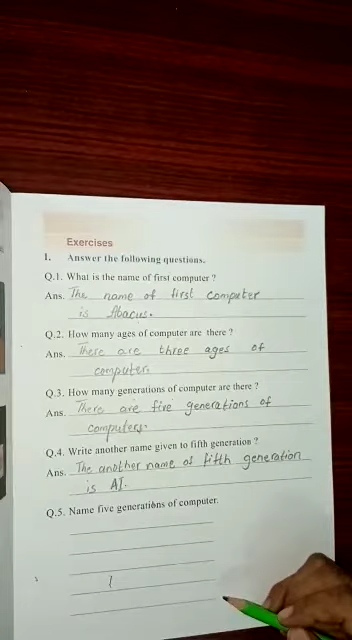 Exercises
1. Answer the following questions.
Q.1. What is the name of first computer ?
Ans. The name of first computer
is Abacus.
Q.2. How many ages of computer are there ?
Ans. There are three ages of
computer.
Q.3. How many generations of computer are there ?
Ans. There are five generations of
computers.
Q.4. Write another name given to fifth generation ?
Ans. The another name of fifth generation
is AI.
Q.5. Name five generations of computer.